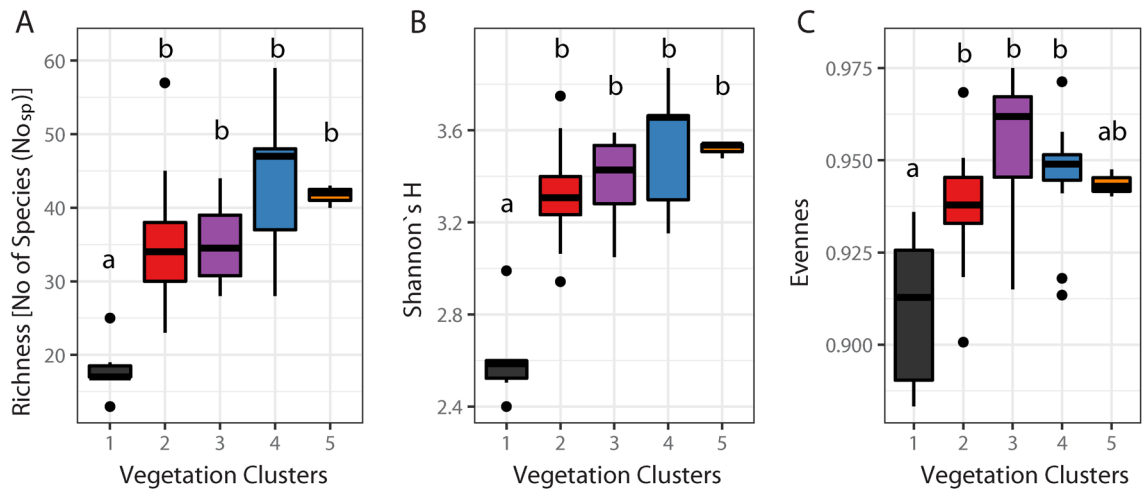 A
Richness [No of Species (Nosp)]
60
50
40
30
20
a
b
b
b
b
1 2 3 4 5
Vegetation Clusters
B
Shannon`s H
3.6
3.2
2.8
2.4
a
b
b
b
b
1 2 3 4 5
Vegetation Clusters
C
Evennes
0.975
0.950
0.925
0.900
a
b
b
b
ab
1 2 3 4 5
Vegetation Clusters